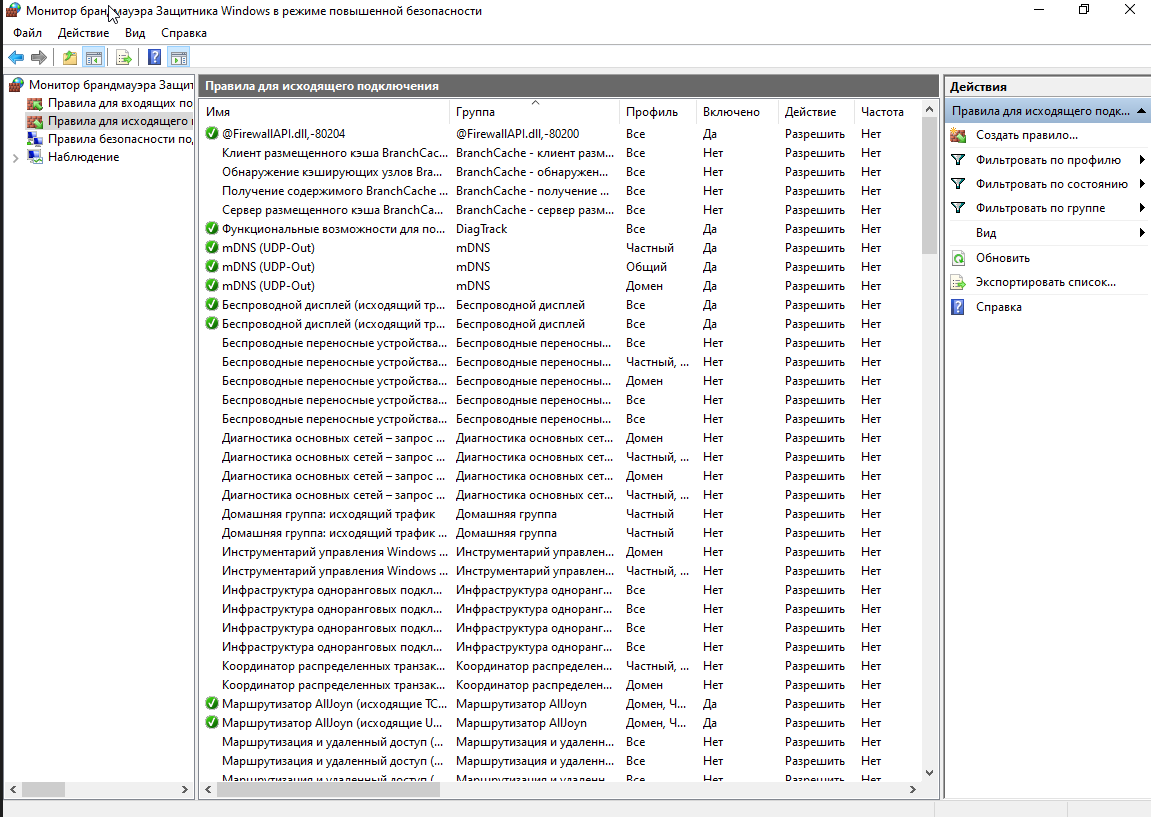 Монитор брандмауэра Защитника Windows в режиме повышенной безопасности
Файл Действие Вид Справка
Монитор брандмауэра Защит
Правила для входящих по
Правила для исходящего
Правила безопасности по
Наблюдение
Правила для исходящего подключения
Имя Группа Профиль Включено Действие Частота
@FirewallAPI.dll,-80204 @FirewallAPI.dll,-80200 Все Да Разрешить Нет
Клиент размещенного кэша BranchCac... BranchCache - клиент разм... Все Нет Разрешить Нет
Обнаружение кэширующих узлов Bra... BranchCache - обнаружен... Все Нет Разрешить Нет
Получение содержимого BranchCache ... BranchCache - получение ... Все Нет Разрешить Нет
Сервер размещенного кэша BranchCa... BranchCache - сервер разм... Все Нет Разрешить Нет
Функциональные возможности для по... DiagTrack Все Да Разрешить Нет
mDNS (UDP-Out) mDNS Частный Да Разрешить Нет
mDNS (UDP-Out) mDNS Общий Да Разрешить Нет
mDNS (UDP-Out) mDNS Домен Да Разрешить Нет
Беспроводной дисплей (исходящий тр... Беспроводной дисплей Все Да Разрешить Нет
Беспроводной дисплей (исходящий тр... Беспроводной дисплей Все Да Разрешить Нет
Беспроводные переносные устройства... Беспроводные переносны... Все Нет Разрешить Нет
Беспроводные переносные устройства... Беспроводные переносны... Частный, ... Нет Разрешить Нет
Беспроводные переносные устройства... Беспроводные переносны... Домен Нет Разрешить Нет
Беспроводные переносные устройства... Беспроводные переносны... Все Нет Разрешить Нет
Беспроводные переносные устройства... Беспроводные переносны... Все Нет Разрешить Нет
Диагностика основных сетей – запрос ... Диагностика основных сет... Домен Нет Разрешить Нет
Диагностика основных сетей – запрос ... Диагностика основных сет... Частный, ... Нет Разрешить Нет
Диагностика основных сетей – запрос ... Диагностика основных сет... Домен Нет Разрешить Нет
Диагностика основных сетей – запрос ... Диагностика основных сет... Частный, ... Нет Разрешить Нет
Домашняя группа: исходящий трафик Домашняя группа Частный Нет Разрешить Нет
Домашняя группа: исходящий трафик ... Домашняя группа Частный Нет Разрешить Нет
Инструментарий управления Windows ... Инструментарий управлен... Домен Нет Разрешить Нет
Инструментарий управления Windows ... Инструментарий управлен... Частный, ... Нет Разрешить Нет
Инфраструктура одноранговых подкл... Инфраструктура одноранг... Все Нет Разрешить Нет
Инфраструктура одноранговых подкл... Инфраструктура одноранг... Все Нет Разрешить Нет
Инфраструктура одноранговых подкл... Инфраструктура одноранг... Все Нет Разрешить Нет
Инфраструктура одноранговых подкл... Инфраструктура одноранг... Все Нет Разрешить Нет
Координатор распределенных транзак... Координатор распределен... Частный, ... Нет Разрешить Нет
Координатор распределенных транзак... Координатор распределен... Домен Нет Разрешить Нет
Маршрутизатор AllJoyn (исходящие TC... Маршрутизатор AllJoyn Домен, Ч... Да Разрешить Нет
Маршрутизатор AllJoyn (исходящие U... Маршрутизатор AllJoyn Домен, Ч... Да Разрешить Нет
Маршрутизация и удаленный доступ (... Маршрутизация и удаленн... Все Нет Разрешить Нет
Маршрутизация и удаленный доступ (... Маршрутизация и удаленн... Все Нет Разрешить Нет
Маршрутизация и удаленный доступ (... Маршрутизация и удаленн... Все Нет Разрешить Нет
Действия
Правила для исходящего подк...
Создать правило...
Фильтровать по профилю
Фильтровать по состоянию
Фильтровать по группе
Вид
Обновить
Экспортировать список...
Справка